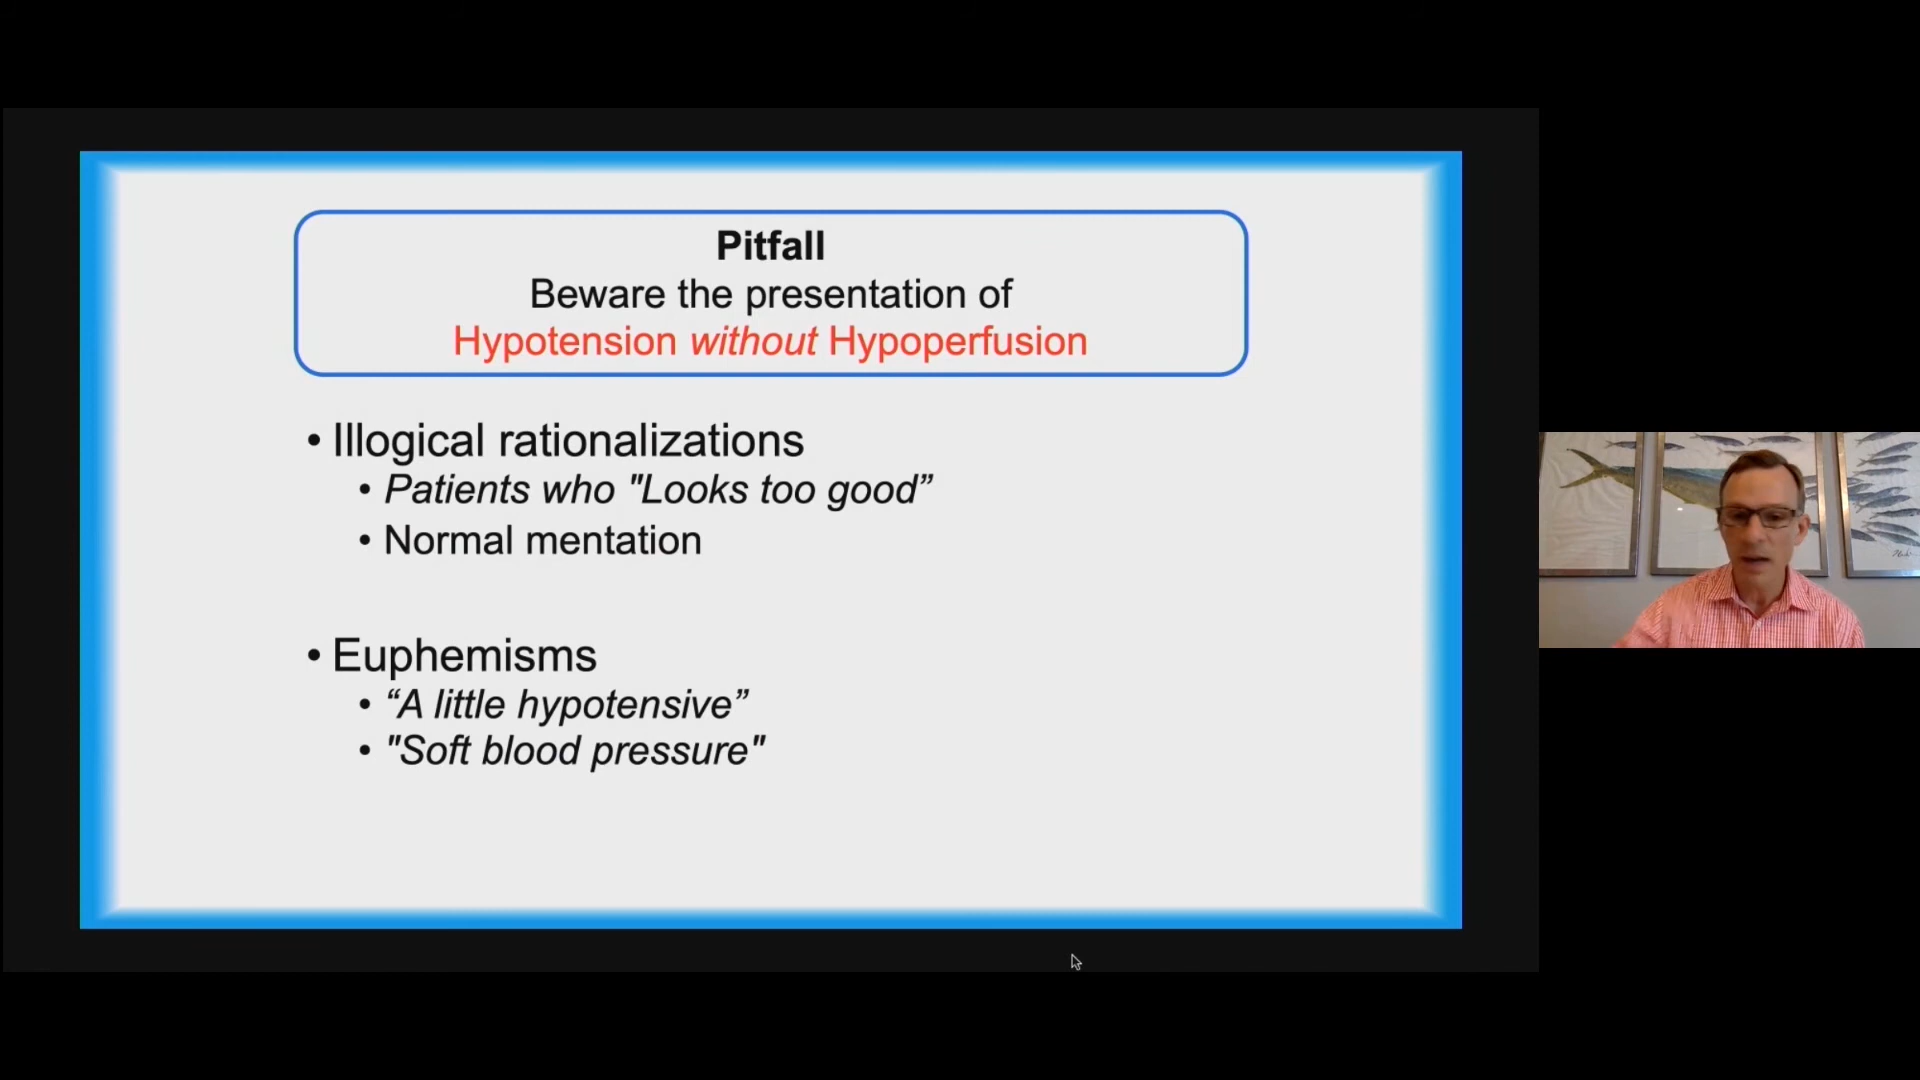 Pitfall
Beware the presentation of
Hypotension without Hypoperfusion
• Illogical rationalizations
• Patients who "Looks too good”
• Normal mentation
• Euphemisms
• “A little hypotensive”
• "Soft blood pressure"